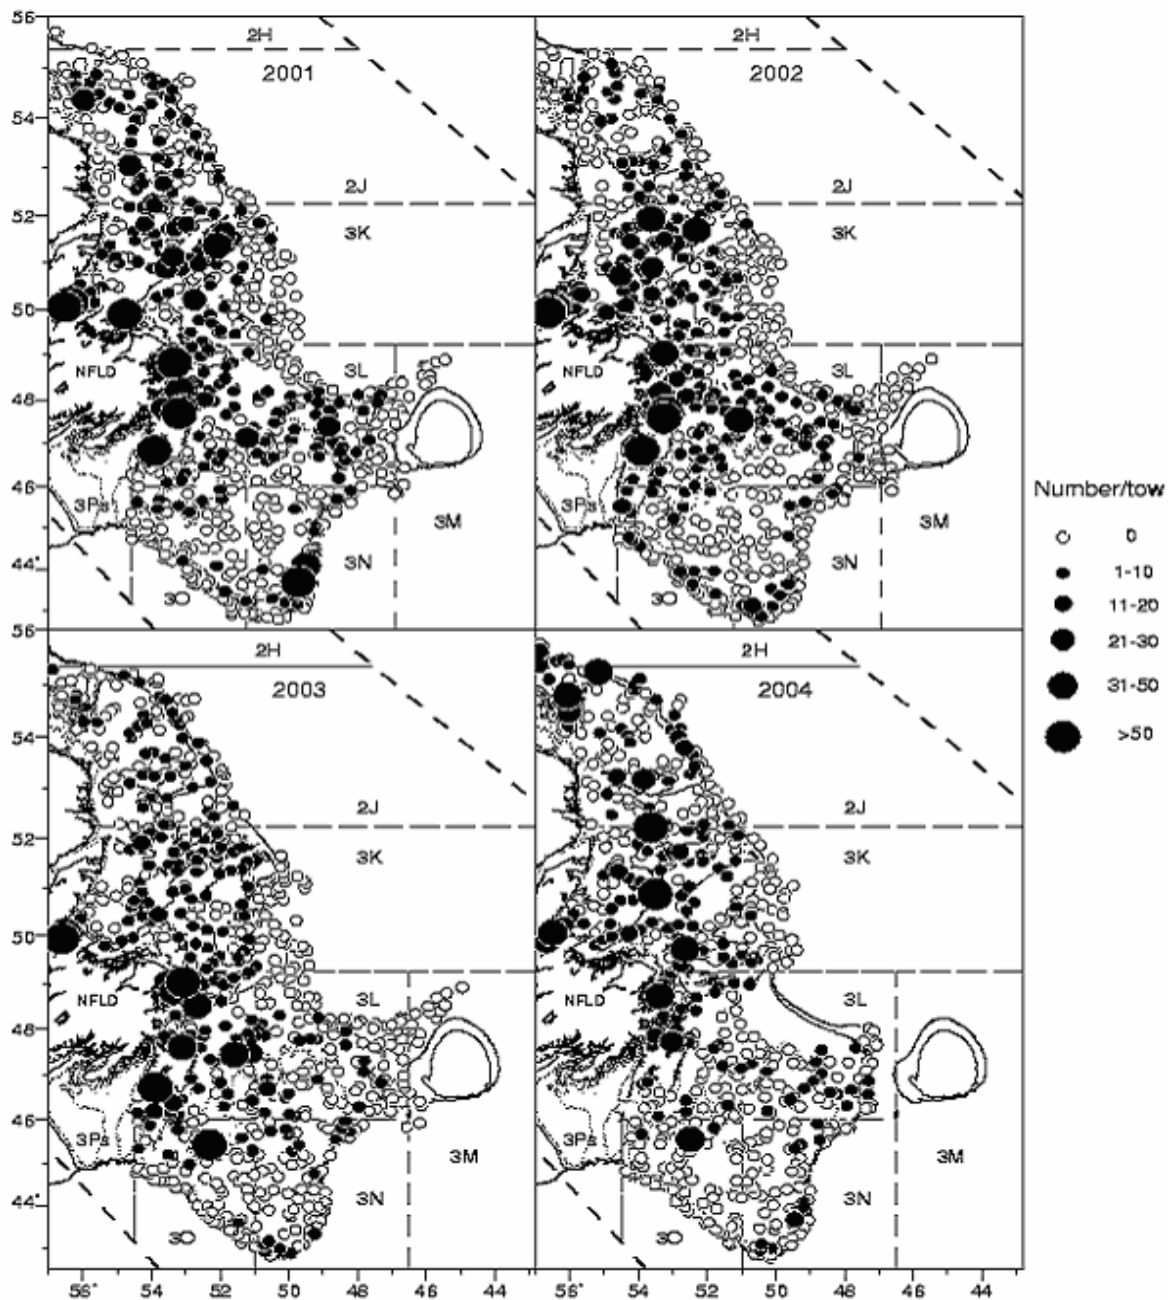 56
2H
2H
2001
2002
54
2J
2J
52
3K
3K
50
NFLD
3L
NFLD
3L
48
46
3Ps
3M
3Ps
3M
44°
3N
3N
3O
3O
Number/tow
0
1-10
11-20
21-30
31-50
>50
56
2H
2H
2003
2004
54
2J
2J
52
3K
3K
50
NFLD
3L
NFLD
3L
48
46
3Ps
3M
3Ps
3M
44°
3N
3N
3O
3O
56° 54 52 50 48 46 44 56° 54 52 50 48 46 44